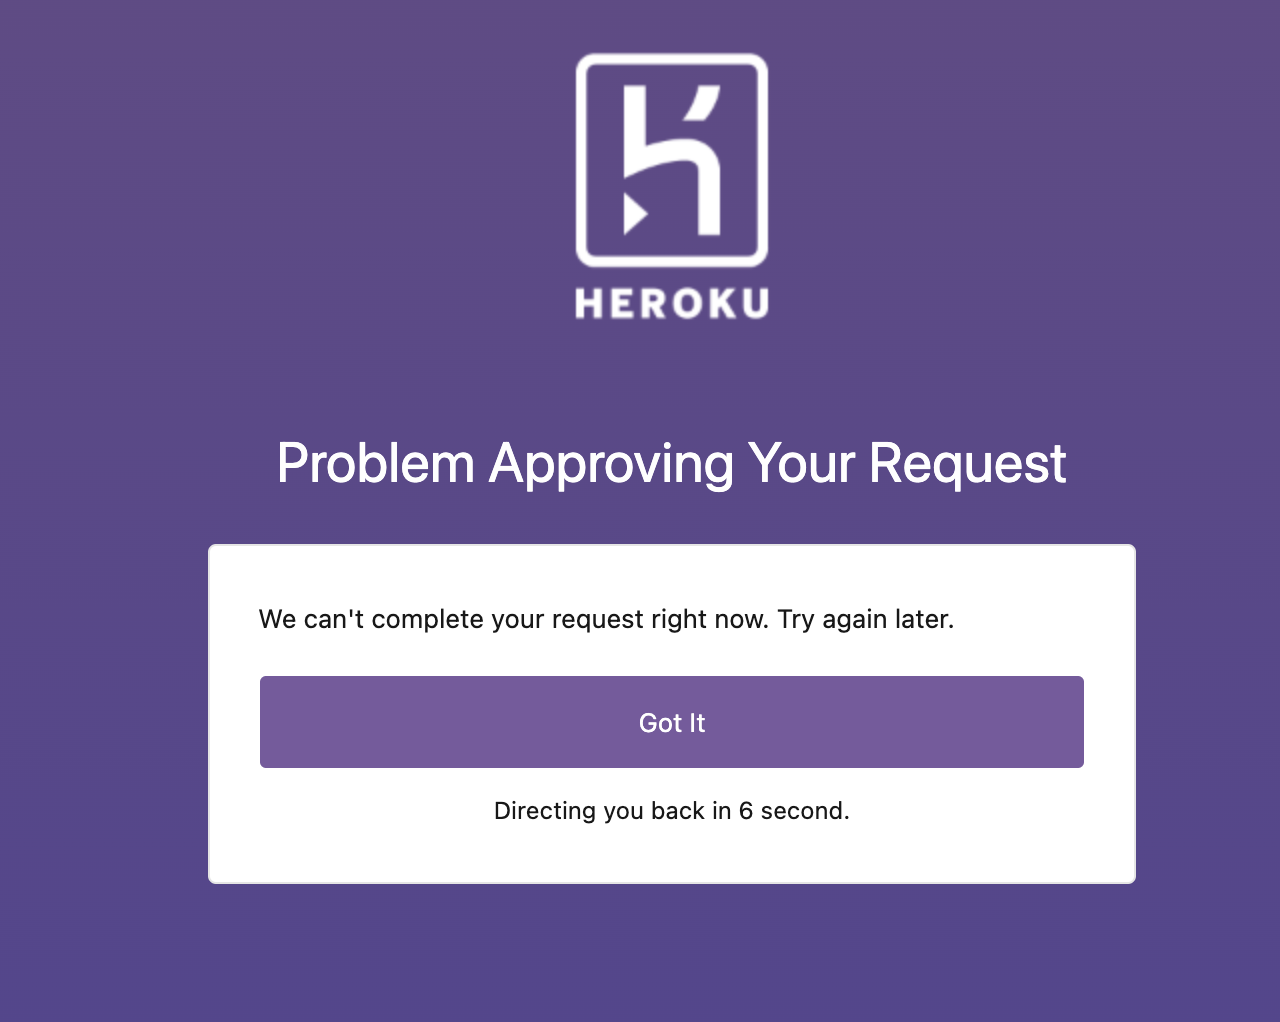 HEROKU
Problem Approving Your Request
We can't complete your request right now. Try again later.
Got It
Directing you back in 6 second.